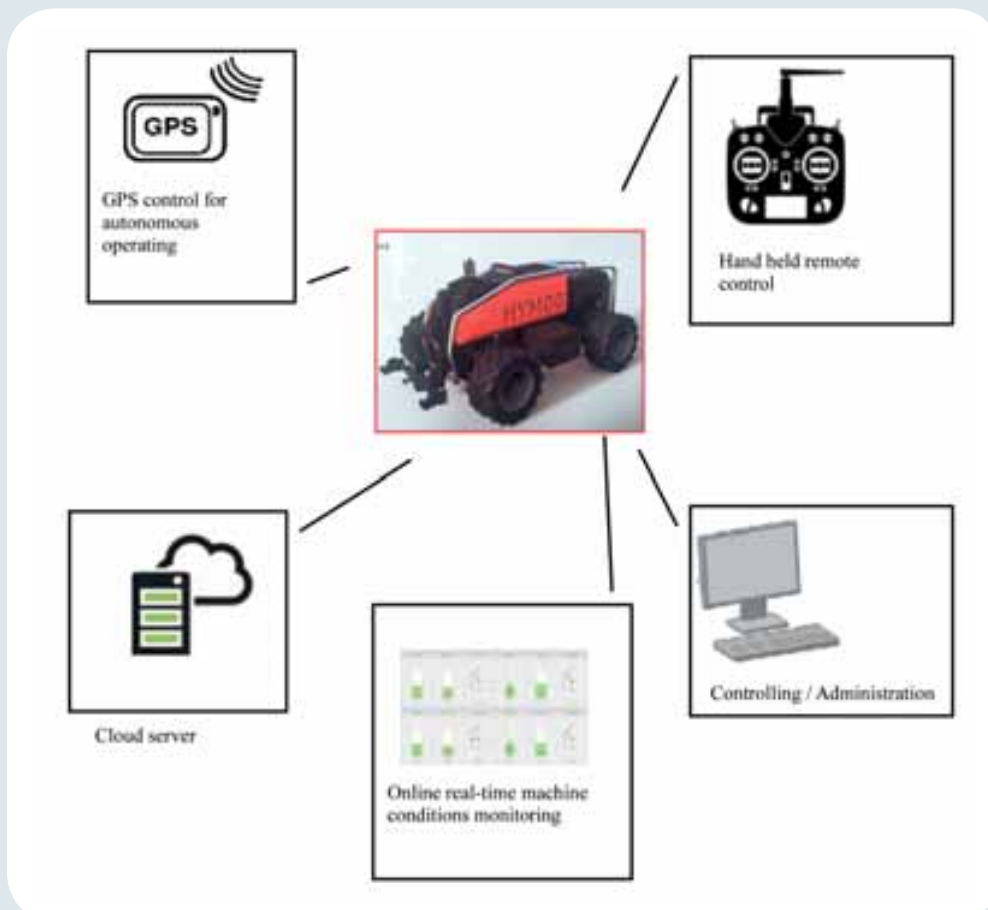 GPS
GPS control for
autonomous
operating
Hand held remote
control
Cloud server
Online real-time machine
conditions monitoring
Controlling / Administration